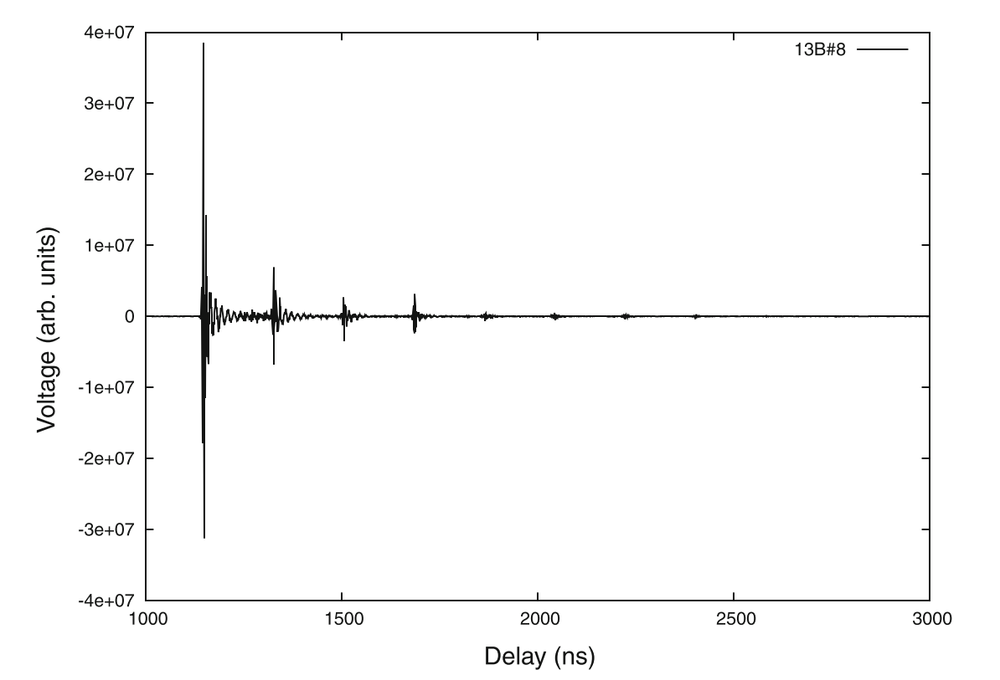 4e+07
13B#8
3e+07
2e+07
1e+07
0
-1e+07
-2e+07
-3e+07
-4e+07
Voltage (arb. units)
1000 1500 2000 2500 3000
Delay (ns)